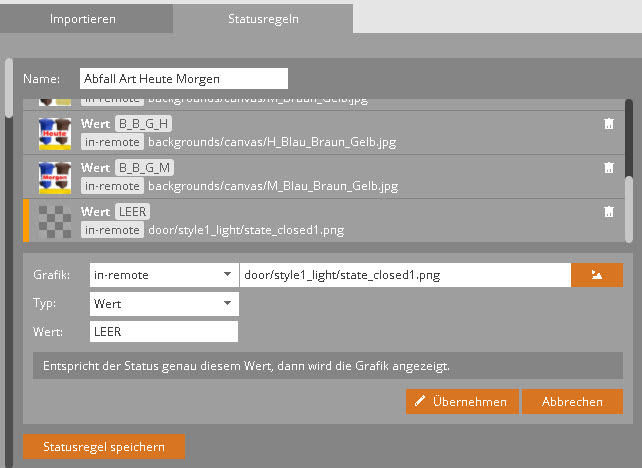 Importieren
Statusregeln
Name:
Abfall Art Heute Morgen
in-remote backgrounds/canvas/M_Blau_Braun_Gelb.jpg
Heute
Wert B_B_G_H
in-remote backgrounds/canvas/H_Blau_Braun_Gelb.jpg
Morgen
Wert B_B_G_M
in-remote backgrounds/canvas/M_Blau_Braun_Gelb.jpg
Wert LEER
in-remote door/style1_light/state_closed1.png
Grafik: in-remote door/style1_light/state_closed1.png
Typ: Wert
Wert: LEER
Entspricht der Status genau diesem Wert, dann wird die Grafik angezeigt.
Übernehmen Abbrechen
Statusregel speichern